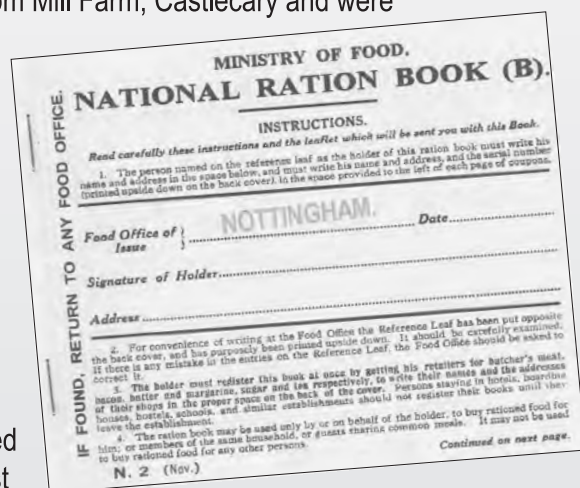 om Mill Farm, Castlecary and were
MINISTRY OF FOOD.
NATIONAL RATION BOOK (B).
INSTRUCTIONS.
Read carefully these instructions and the leaflet which will be sent you with this Book.
1. The person named on the reference leaf as the holder of this ration book must write his
name and address in the space below, and must write his name and address, and the serial number
(printed upside down on the back cover), in the space provided to the left of each page of coupons.
Food Office of Issue } NOTTINGHAM. Date
Signature of Holder
Address
2. For convenience of writing at the Food Office the Reference Leaf has been put opposite
the back cover, and has purposely been printed upside down. It should be carefully examined.
If there is any mistake in the entries on the Reference Leaf, the Food Office should be asked to
correct it.
3. The holder must register this book at once by getting his retailers for butcher's meat,
bacon, butter and margarine, sugar and tea respectively, to write their names and the addresses
of their shops in the proper space on the back of the cover. Persons staying in hotels, boarding
houses, hostels, schools, and similar establishments should not register their books until they
leave the establishment.
4. The ration book may be used only by or on behalf of the holder, to buy rationed food for
him, or members of the same household, or guests sharing common meals. It may not be used
to buy rationed food for any other persons.
Continued on next page.
N. 2 (Nov.)
IF FOUND, RETURN TO ANY FOOD OFFICE.
ed
st